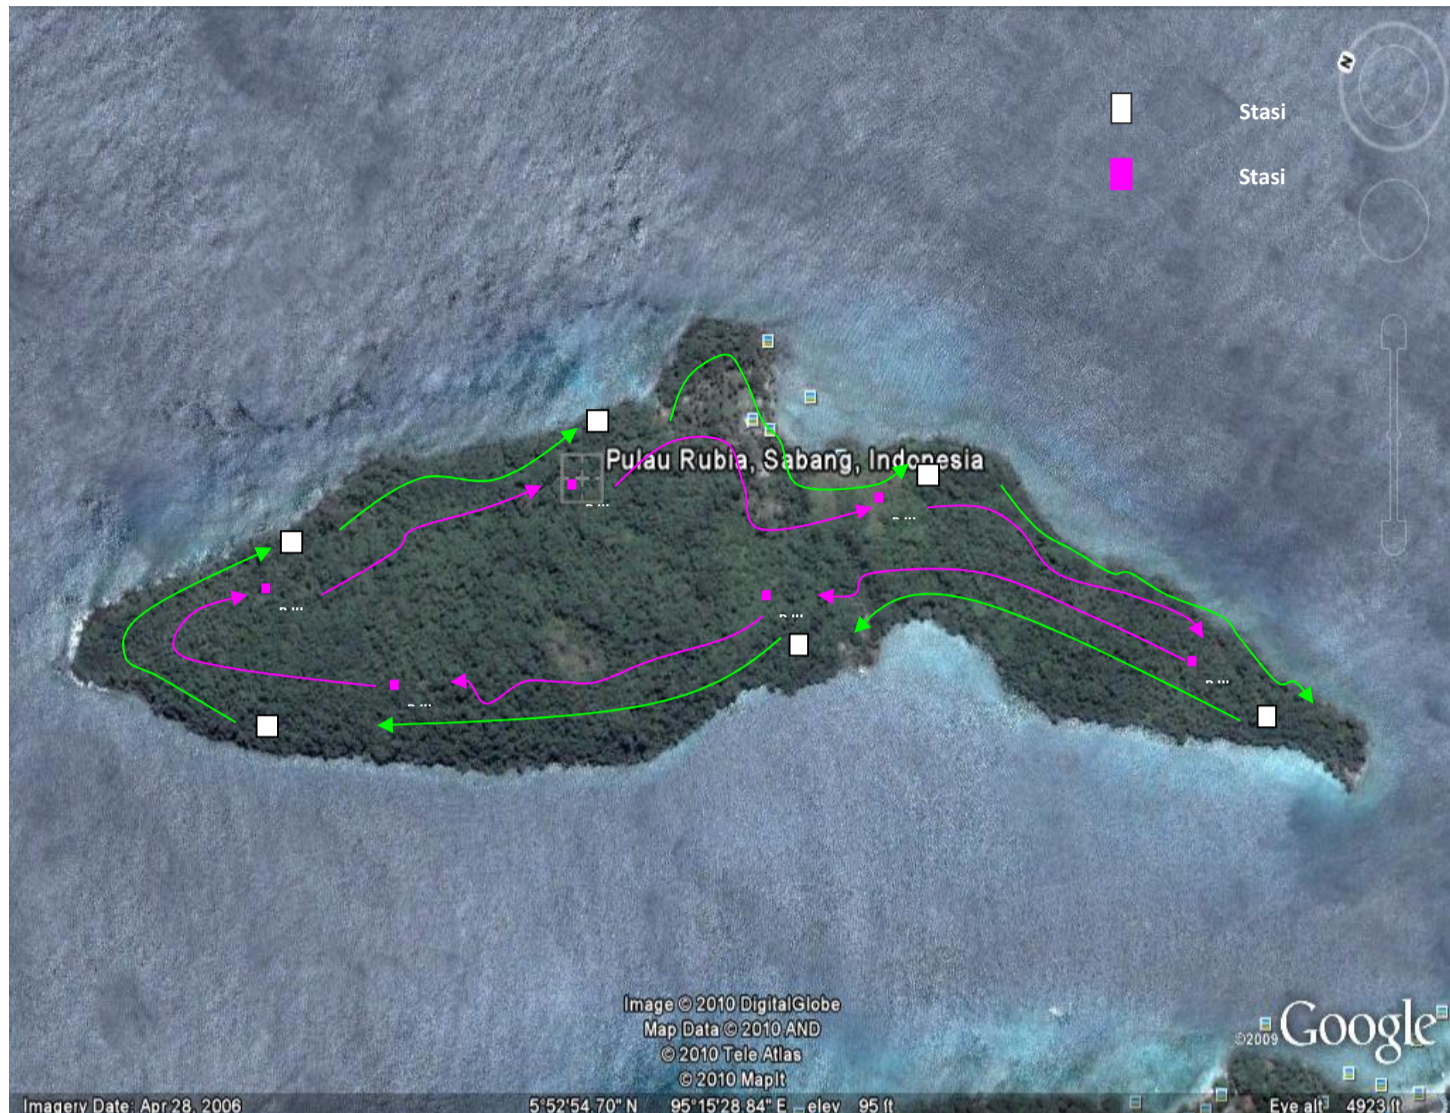 N
Stasi
Stasi
Pulau Rubia, Sabang, Indonesia
Image © 2010 DigitalGlobe
Map Data © 2010 AND
© 2010 Tele Atlas
© 2010 MapIt
©2009 Google
Imagery Date: Apr 28, 2006 5°52'54.70" N 95°15'28.84" E elev 95 ft Eye alt 4923 ft